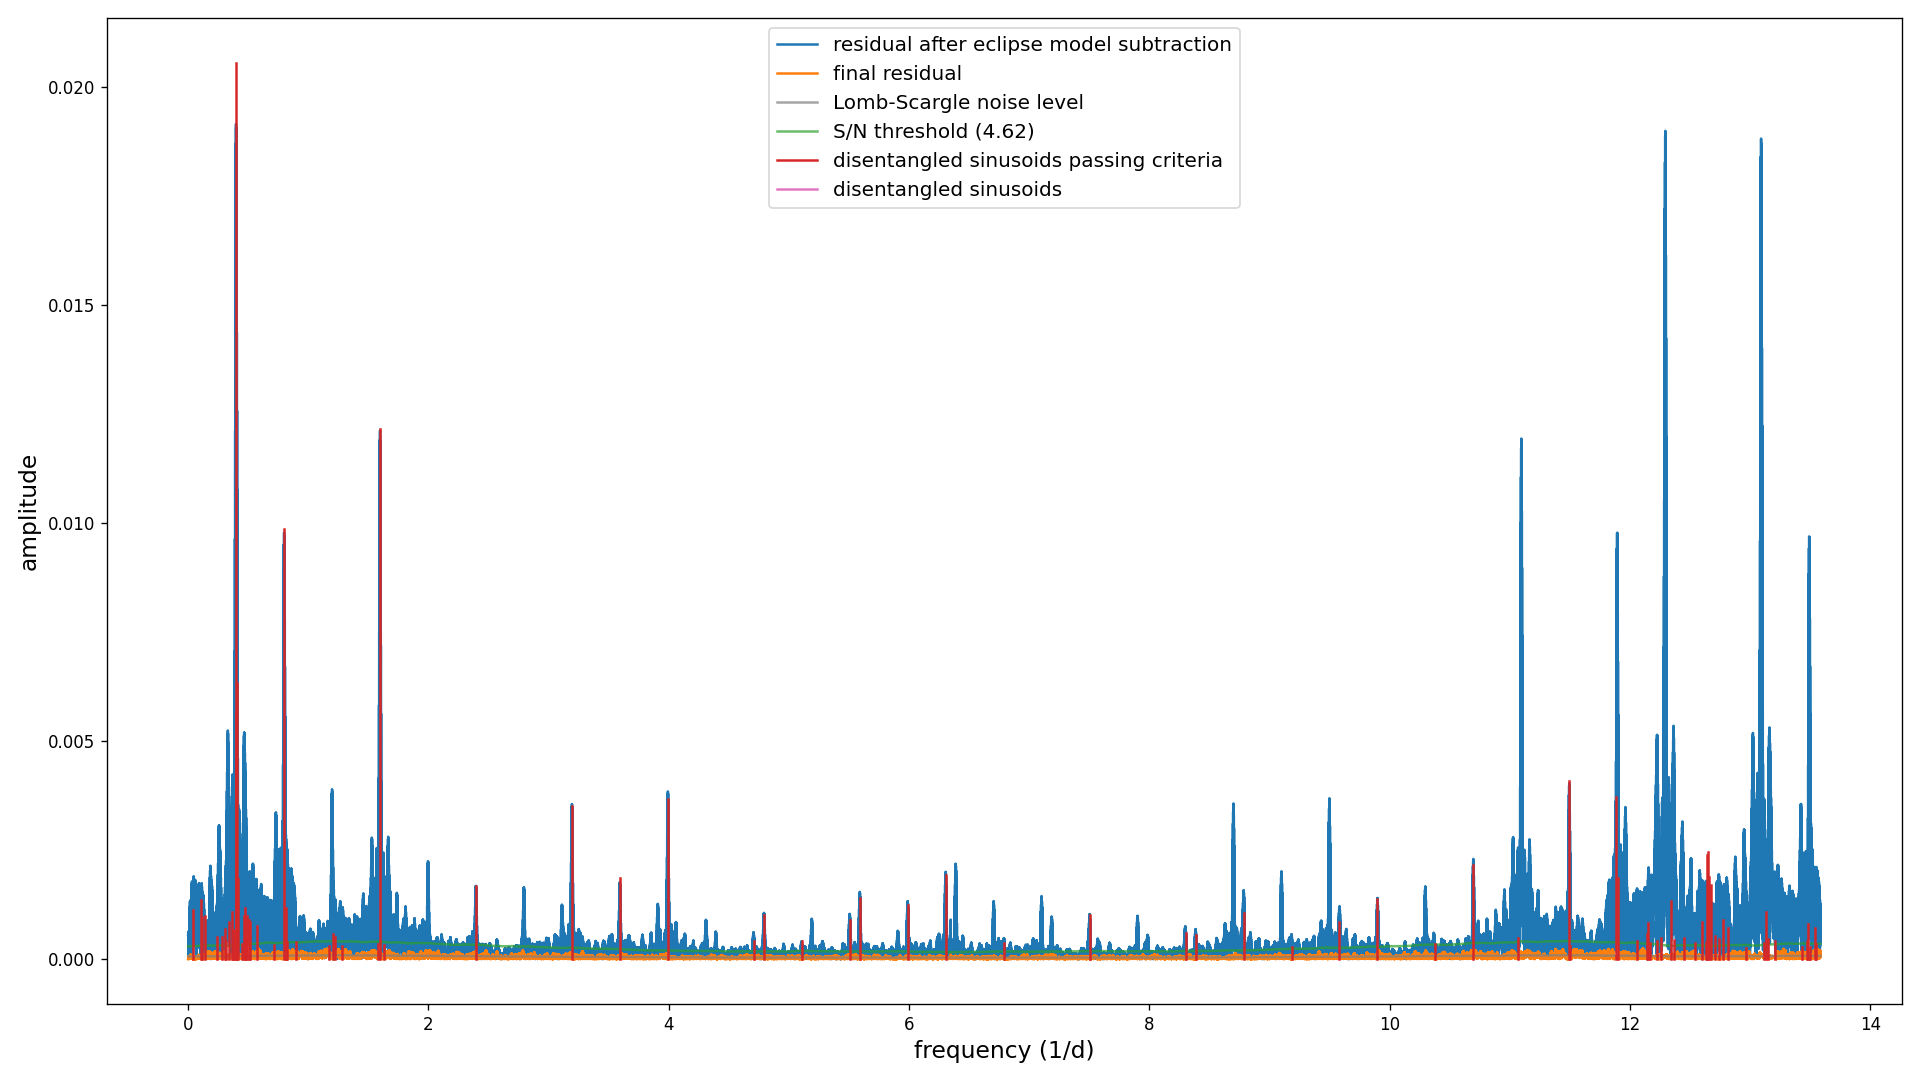 residual after eclipse model subtraction
final residual
Lomb-Scargle noise level
S/N threshold (4.62)
disentangled sinusoids passing criteria
disentangled sinusoids
0.020
0.015
0.010
0.005
0.000
amplitude
0 2 4 6 8 10 12 14
frequency (1/d)